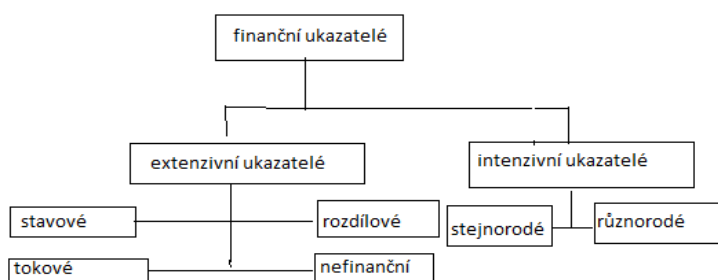 finanční ukazatelé
extenzivní ukazatelé
intenzivní ukazatelé
stavové
rozdílové
stejnorodé
různorodé
tokové
nefinanční